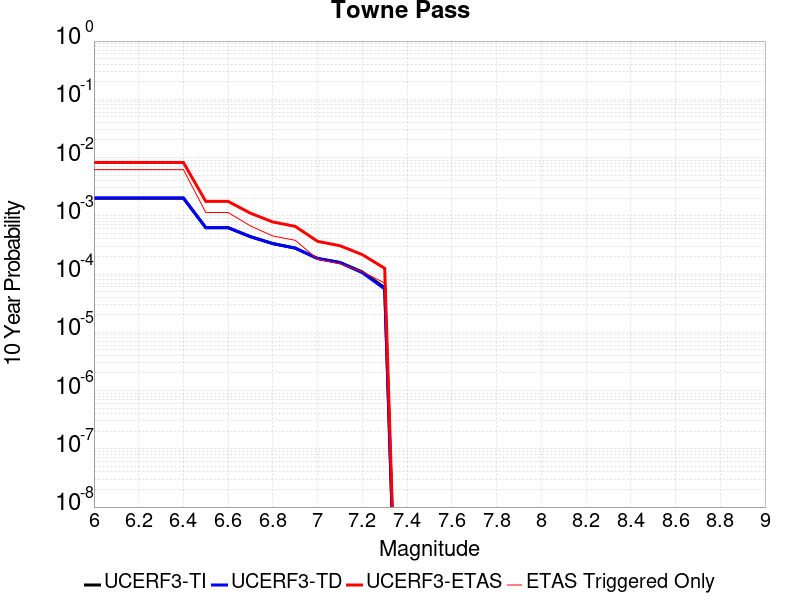 Towne Pass
10 Year Probability
10^0
10^-1
10^-2
10^-3
10^-4
10^-5
10^-6
10^-7
10^-8
6 6.2 6.4 6.6 6.8 7 7.2 7.4 7.6 7.8 8 8.2 8.4 8.6 8.8 9
Magnitude
UCERF3-TI UCERF3-TD UCERF3-ETAS ETAS Triggered Only